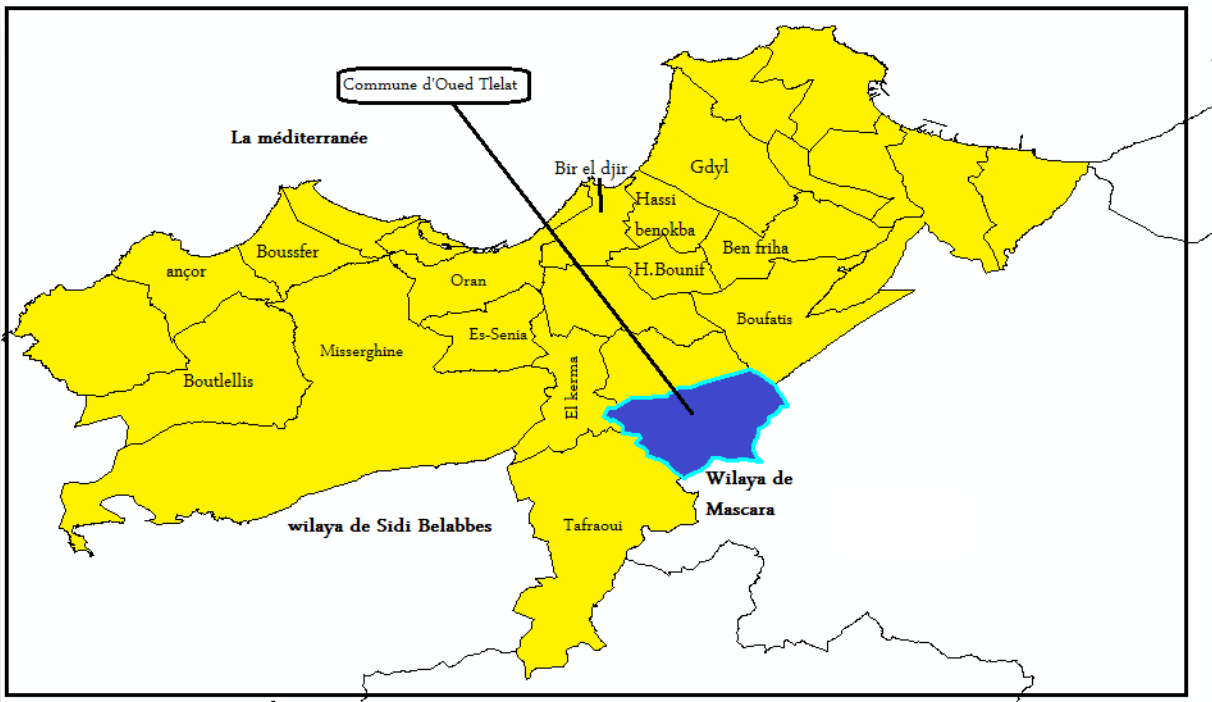 Commune d'Oued Tlelat
La méditerranée
Bir el djir
Gdyl
Hassi
benokba
Boussfer
Ben friha
ançor
H.Bounif
Oran
Boufatis
Es-Senia
Misserghine
Boutlellis
El kerma
Wilaya de
Mascara
wilaya de Sidi Belabbes
Tafraoui